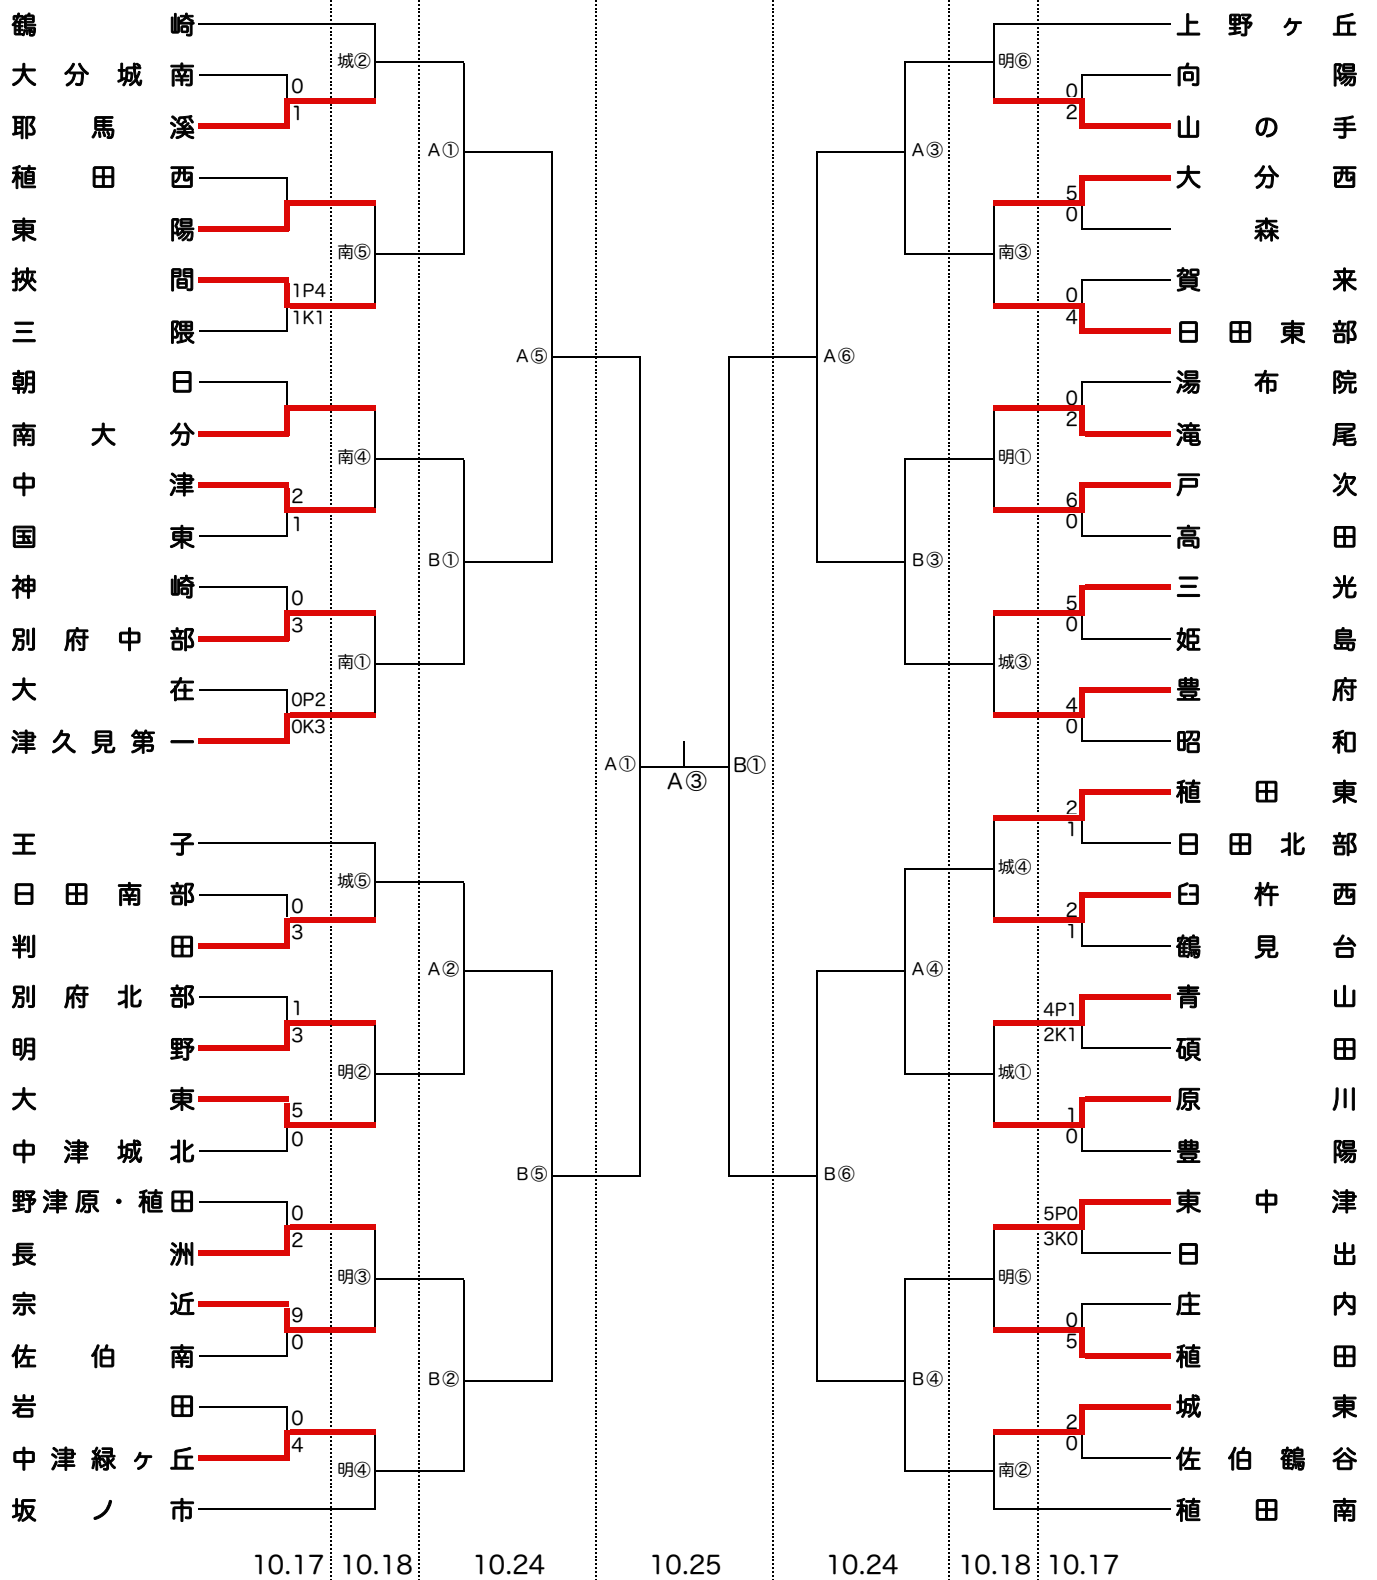 鶴崎
城②
大分城南
0
1
耶馬溪
A①
稙田西
東陽
南⑤
挾間
1P4
1K1
三隈
A⑤
朝日
南大分
南④
中津
2
1
国東
B①
神崎
0
3
別府中部
南①
大在
0P2
0K3
津久見第一
A①
A③
B①
王子
城⑤
日田南部
0
3
判田
A②
別府北部
1
3
明野
明②
大東
5
0
中津城北
B⑤
野津原・稙田
0
2
長洲
明③
宗近
9
0
佐伯南
B②
岩田
0
4
中津緑ヶ丘
明④
坂ノ市
上野ヶ丘
明⑥
向陽
0
2
山の手
A③
大分西
5
0
森
南③
賀来
0
4
日田東部
A⑥
湯布院
0
2
滝尾
明①
戸次
6
0
高田
B③
三光
5
0
姫島
城③
豊府
4
0
昭和
稙田東
2
1
日田北部
城④
臼杵西
2
1
鶴見台
A④
青山
4P1
2K1
碩田
城①
原川
1
0
豊陽
B⑥
東中津
5P0
3K0
日出
明⑤
庄内
0
5
稙田
B④
城東
2
0
佐伯鶴谷
南②
稙田南
10.17 10.18 10.24 10.25 10.24 10.18 10.17